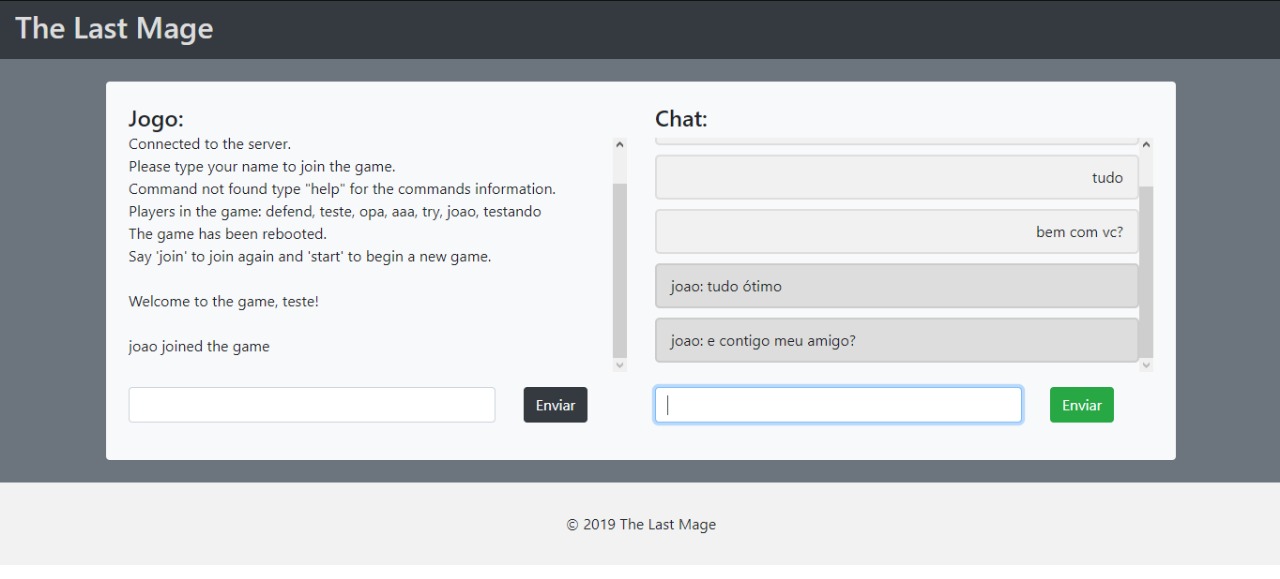 The Last Mage
Jogo:
Connected to the server.
Please type your name to join the game.
Command not found type "help" for the commands information.
Players in the game: defend, teste, opa, aaa, try, joao, testando
The game has been rebooted.
Say 'join' to join again and 'start' to begin a new game.
Welcome to the game, teste!
joao joined the game
Enviar
Chat:
tudo
bem com vc?
joao: tudo ótimo
joao: e contigo meu amigo?
Enviar
© 2019 The Last Mage